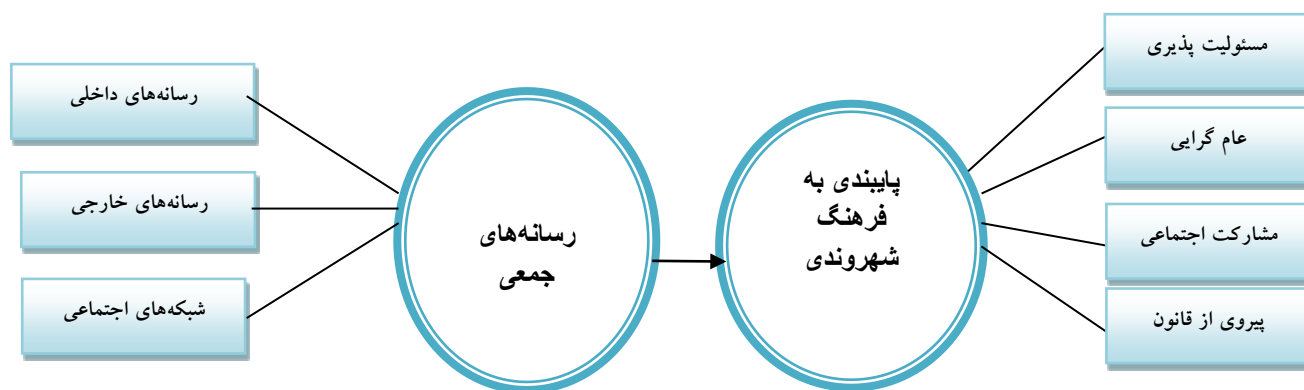 مسئولیت پذیری
عام گرایی
مشارکت اجتماعی
پیروی از قانون
پایبندی به
فرهنگ
شهروندی
رسانه‌های
جمعی
رسانه‌های داخلی
رسانه‌های خارجی
شبکه‌های اجتماعی